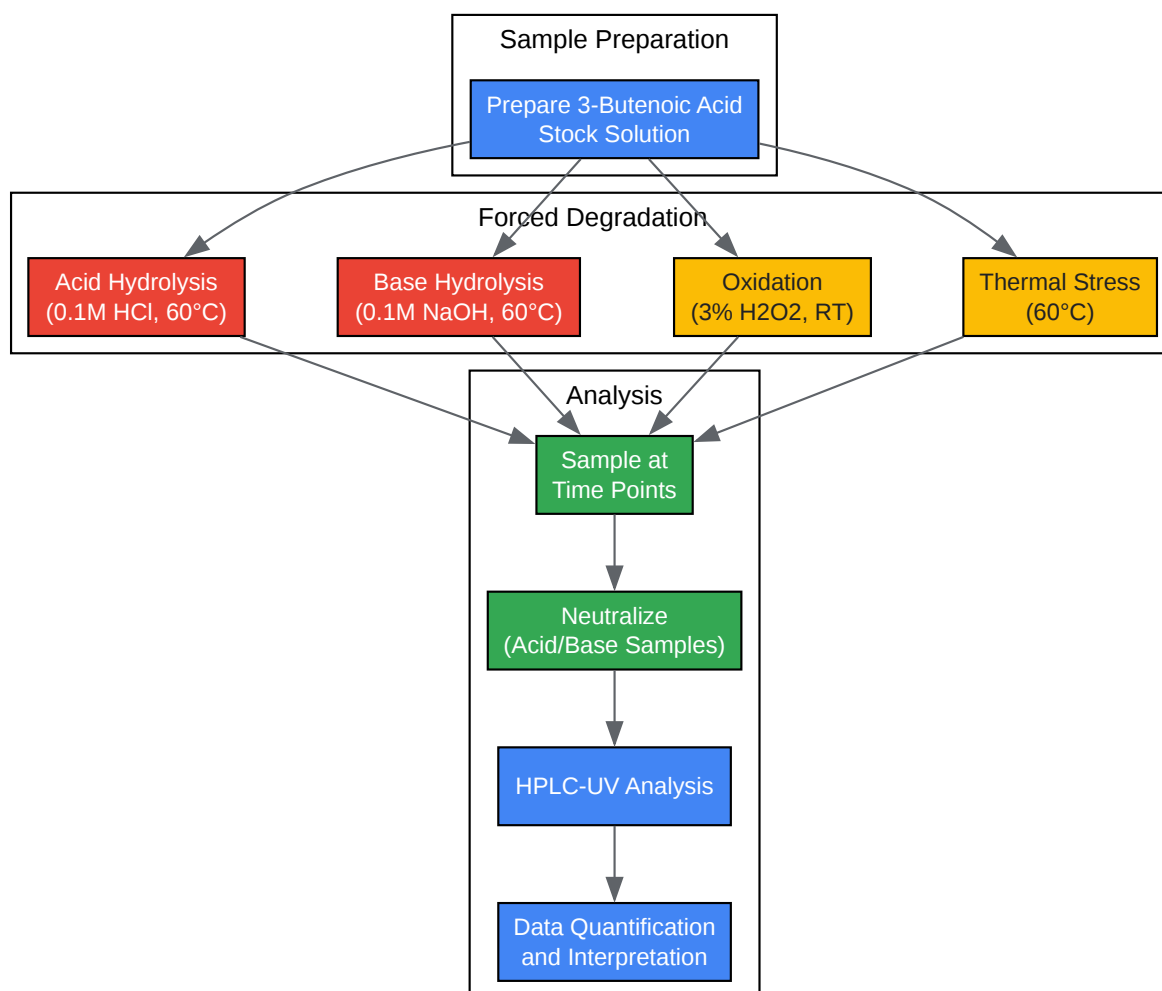 Sample Preparation
Prepare 3-Butenoic Acid
Stock Solution
Forced Degradation
Acid Hydrolysis
(0.1M HCl, 60°C)
Base Hydrolysis
(0.1M NaOH, 60°C)
Oxidation
(3% H2O2, RT)
Thermal Stress
(60°C)
Analysis
Sample at
Time Points
Neutralize
(Acid/Base Samples)
HPLC-UV Analysis
Data Quantification
and Interpretation